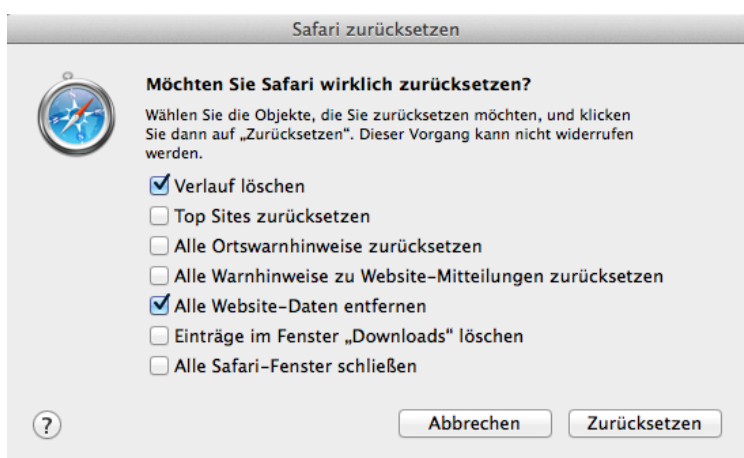 Safari zurücksetzen
Möchten Sie Safari wirklich zurücksetzen?
Wählen Sie die Objekte, die Sie zurücksetzen möchten, und klicken
Sie dann auf „Zurücksetzen“. Dieser Vorgang kann nicht widerrufen
werden.
Verlauf löschen
Top Sites zurücksetzen
Alle Ortswarnhinweise zurücksetzen
Alle Warnhinweise zu Website-Mitteilungen zurücksetzen
Alle Website-Daten entfernen
Einträge im Fenster „Downloads“ löschen
Alle Safari-Fenster schließen
? Abbrechen Zurücksetzen